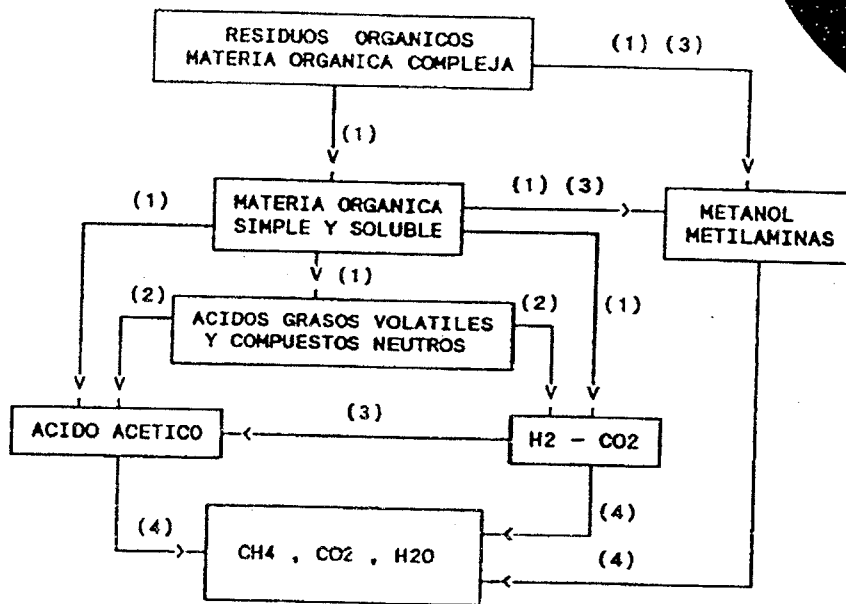 RESIDUOS ORGANICOS
MATERIA ORGANICA COMPLEJA
(1) (3)
(1)
(1)
MATERIA ORGANICA
SIMPLE Y SOLUBLE
(1) (3)
METANOL
METILAMINAS
(1)
(2)
ACIDOS GRASOS VOLATILES
Y COMPUESTOS NEUTROS
(2)
(1)
ACIDO ACETICO
(3)
H2 - CO2
(4)
CH4 , CO2 , H2O
(4)
(4)